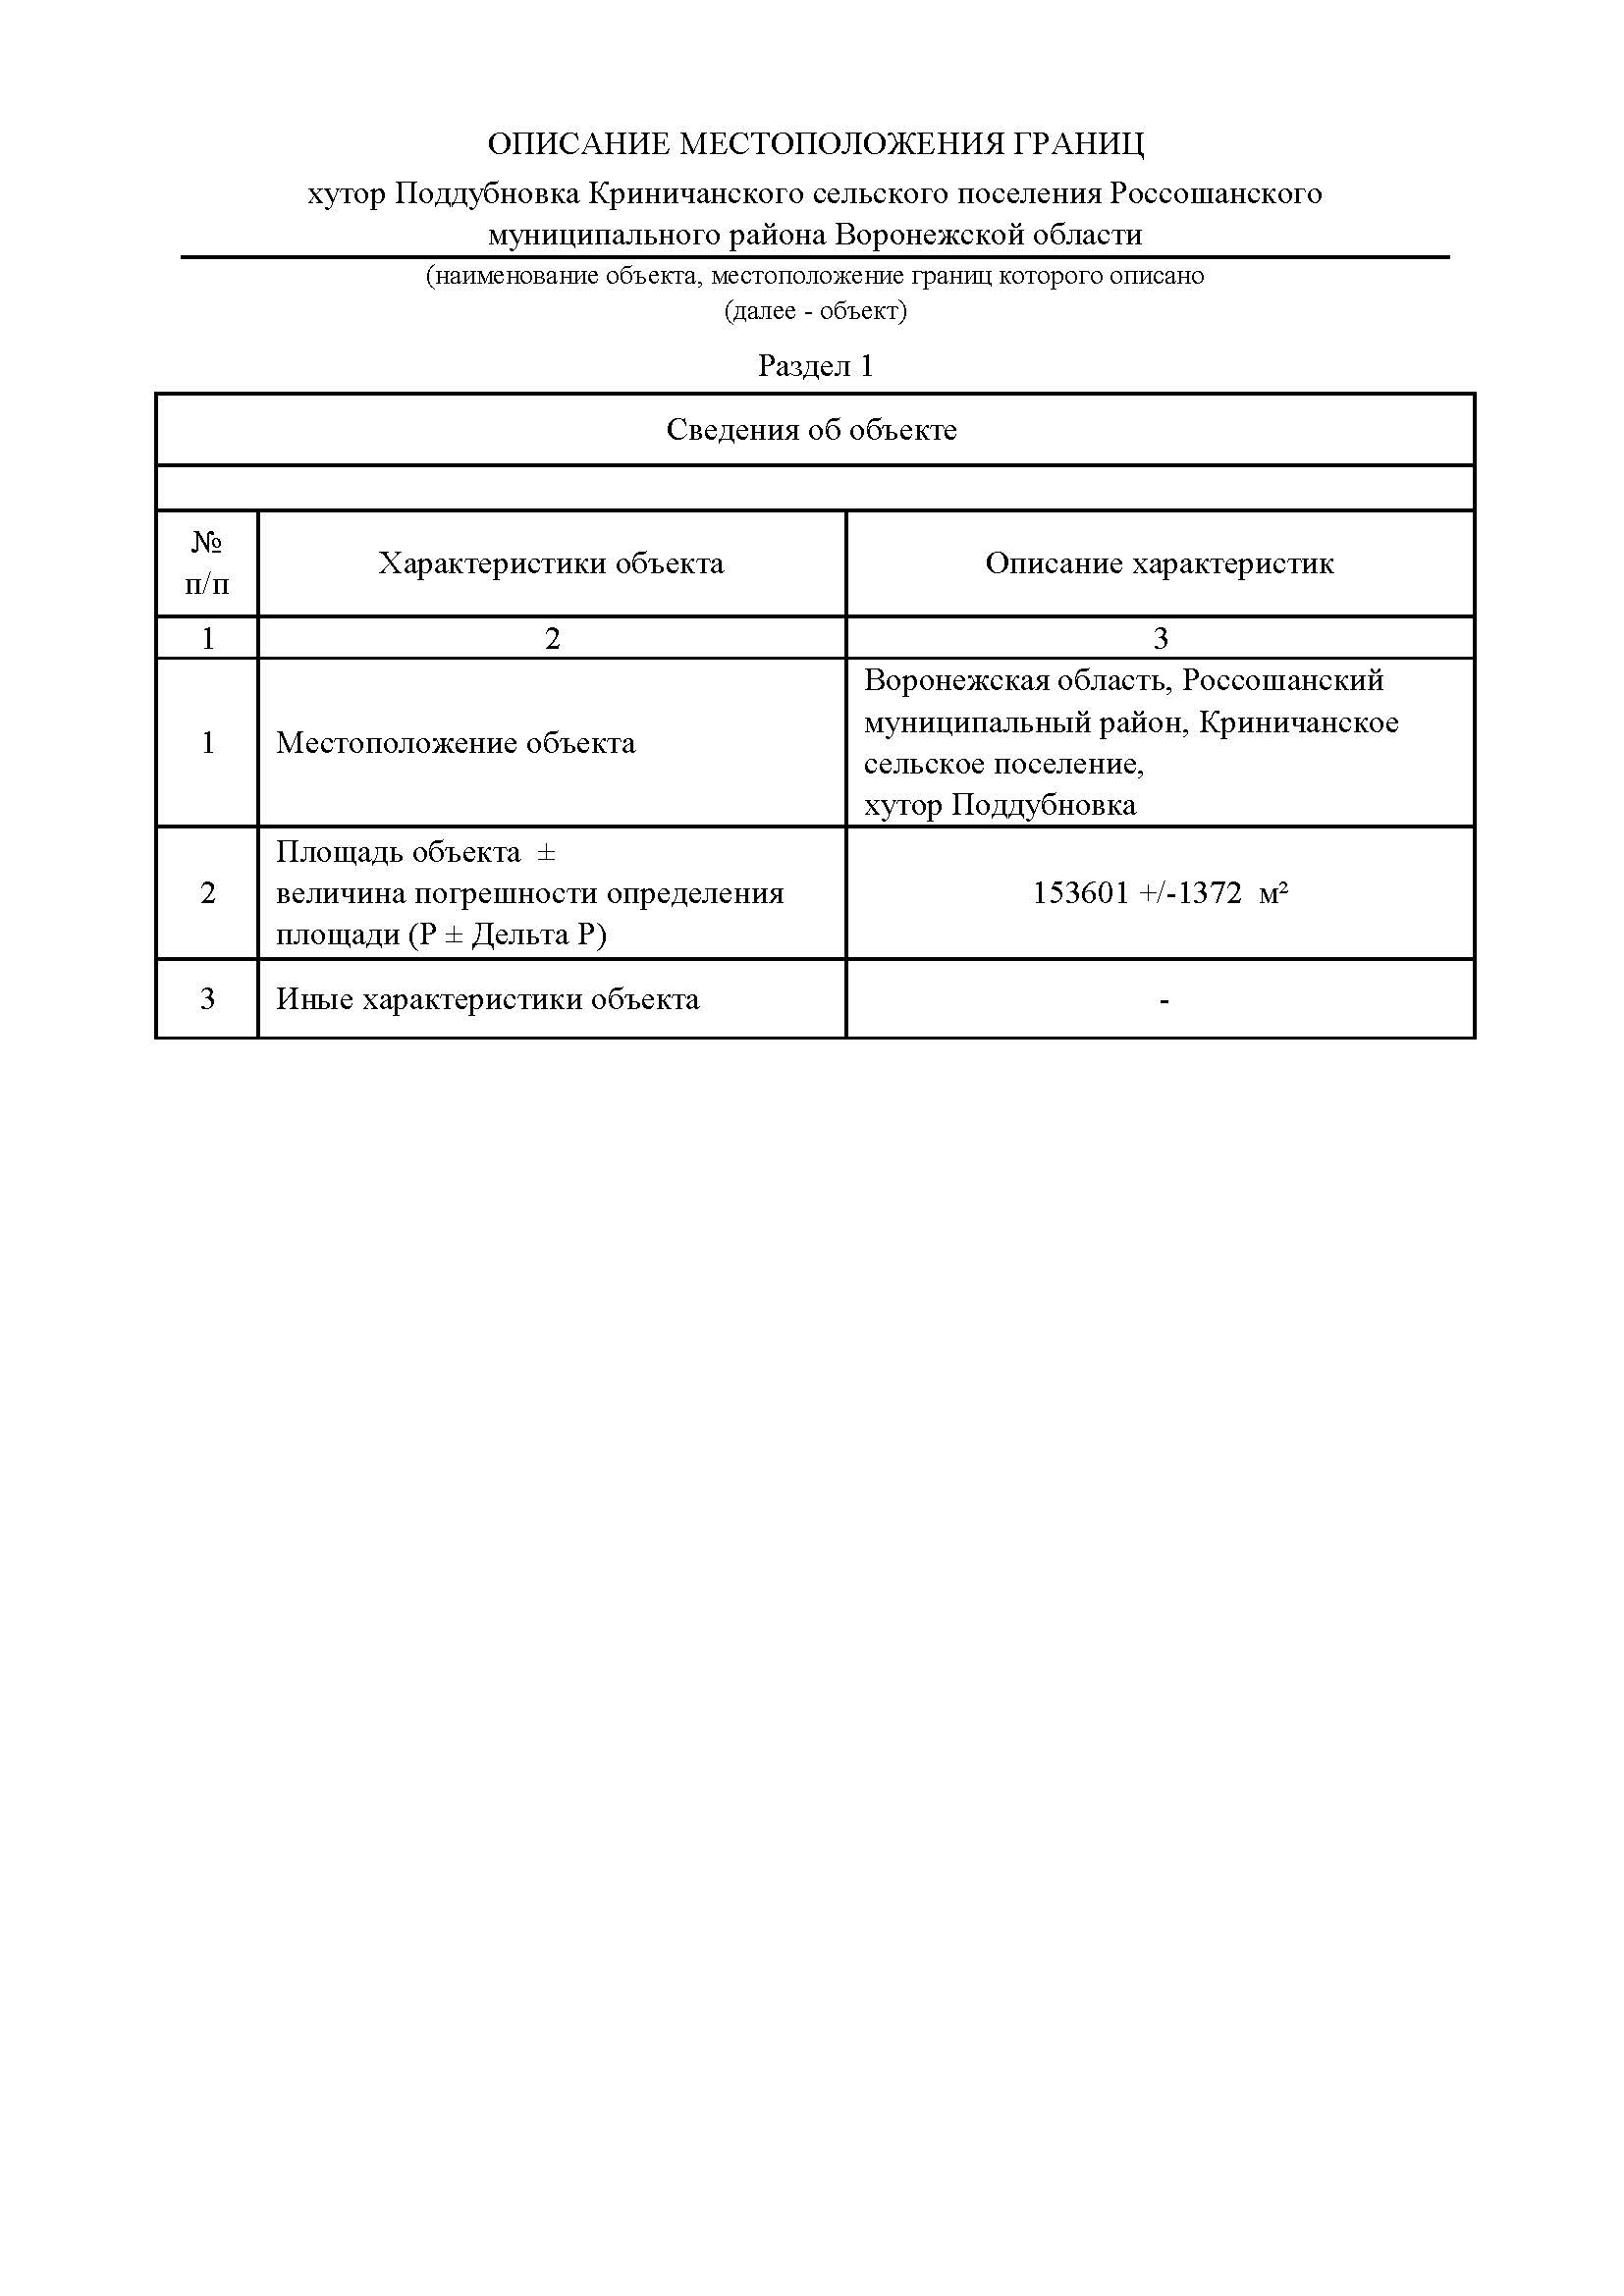 ОПИСАНИЕ МЕСТОПОЛОЖЕНИЯ ГРАНИЦ
хутор Поддубновка Криничанского сельского поселения Россошанского
муниципального района Воронежской области
(наименование объекта, местоположение границ которого описано
(далее - объект)
Раздел 1
Сведения об объекте
№
п/п
Характеристики объекта
Описание характеристик
1
2
3
1
Местоположение объекта
Воронежская область, Россошанский
муниципальный район, Криничанское
сельское поселение,
хутор Поддубновка
2
Площадь объекта ±
величина погрешности определения
площади (Р ± Дельта Р)
153601 +/-1372 м²
3
Иные характеристики объекта
-